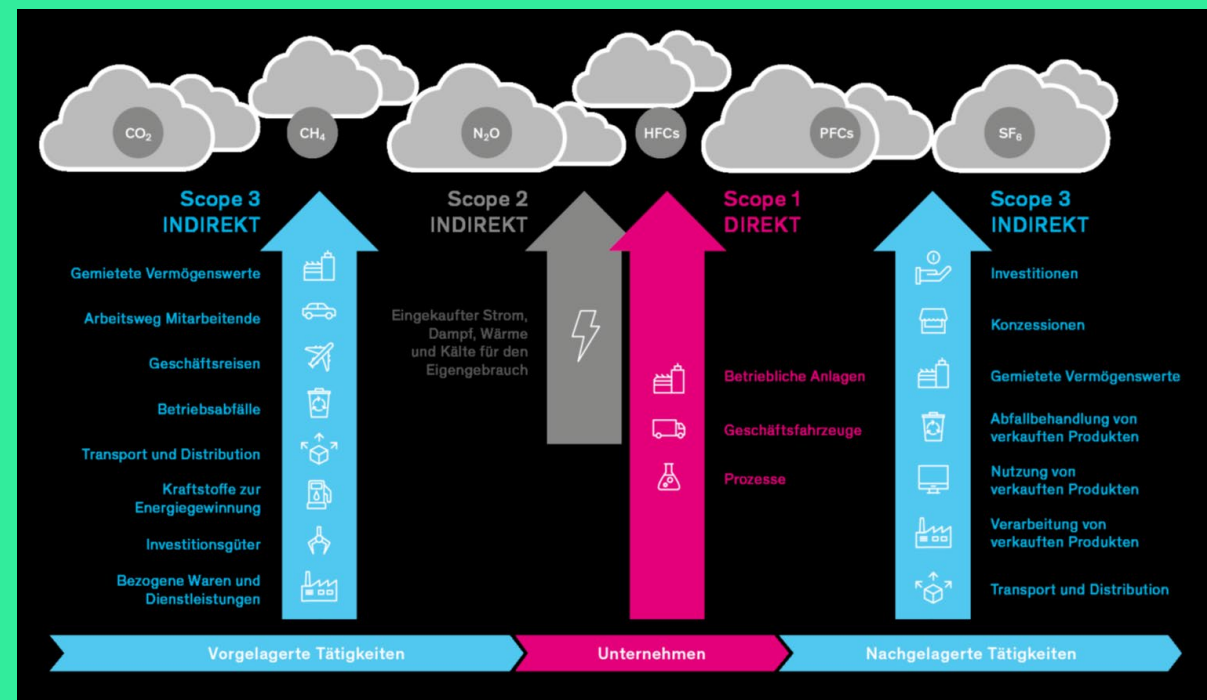 CO₂
CH₄
N₂O
HFCs
PFCs
SF₆
Scope 3
INDIREKT
Gemietete Vermögenswerte
Arbeitsweg Mitarbeitende
Geschäftsreisen
Betriebsabfälle
Transport und Distribution
Kraftstoffe zur
Energiegewinnung
Investitionsgüter
Bezogene Waren und
Dienstleistungen
Scope 2
INDIREKT
Eingekaufter Strom,
Dampf, Wärme
und Kälte für den
Eigengebrauch
Scope 1
DIREKT
Betriebliche Anlagen
Geschäftsfahrzeuge
Prozesse
Scope 3
INDIREKT
Investitionen
Konzessionen
Gemietete Vermögenswerte
Abfallbehandlung von
verkauften Produkten
Nutzung von
verkauften Produkten
Verarbeitung von
verkauften Produkten
Transport und Distribution
Vorgelagerte Tätigkeiten
Unternehmen
Nachgelagerte Tätigkeiten